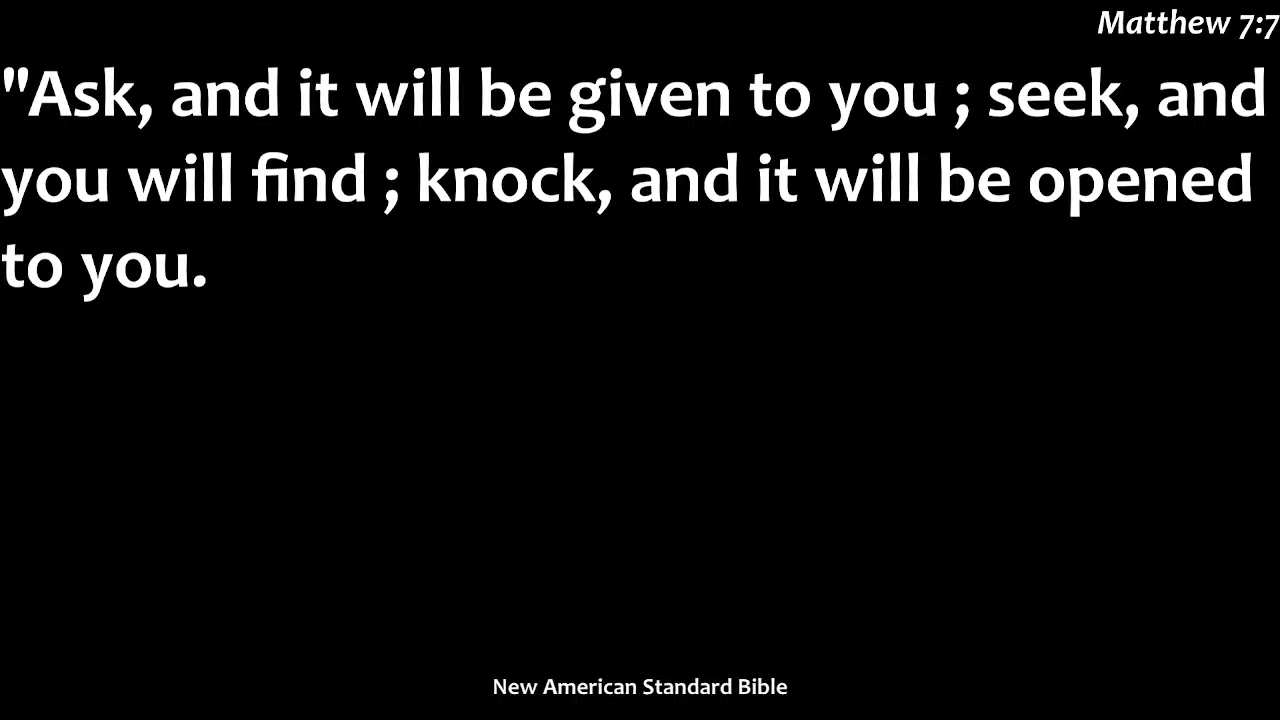 Matthew 7:7
"Ask, and it will be given to you ; seek, and
you will find ; knock, and it will be opened
to you.
New American Standard Bible